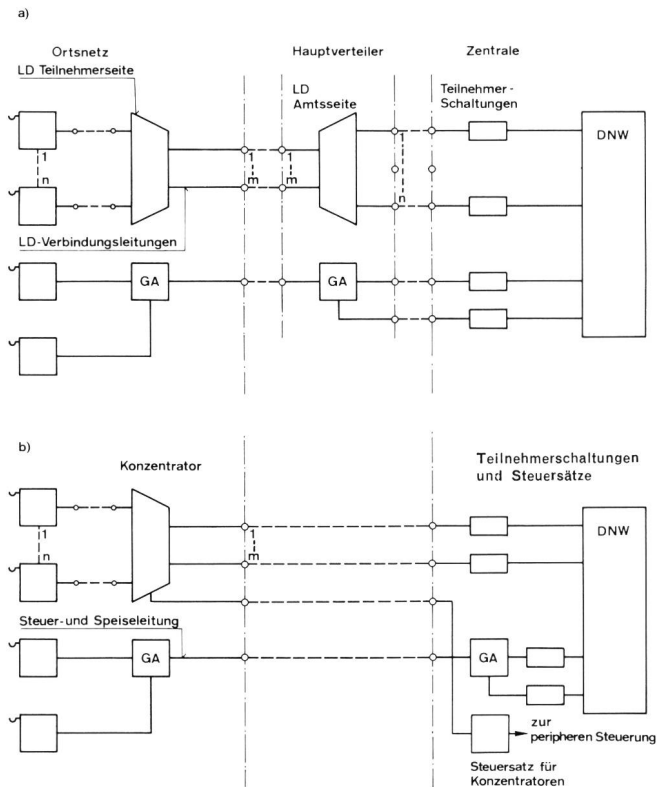 a)
Ortsnetz
Hauptverteiler
Zentrale
LD Teilnehmerseite
LD
Amtsseite
Teilnehmer-
Schaltungen
DNW
1
n
1
m
1
m
1
n
LD-Verbindungsleitungen
GA
GA
b)
Konzentrator
Teilnehmerschaltungen
und Steuersätze
DNW
1
n
1
m
Steuer-und Speiseleitung
GA
GA
zur
peripheren Steuerung
Steuersatz für
Konzentratoren